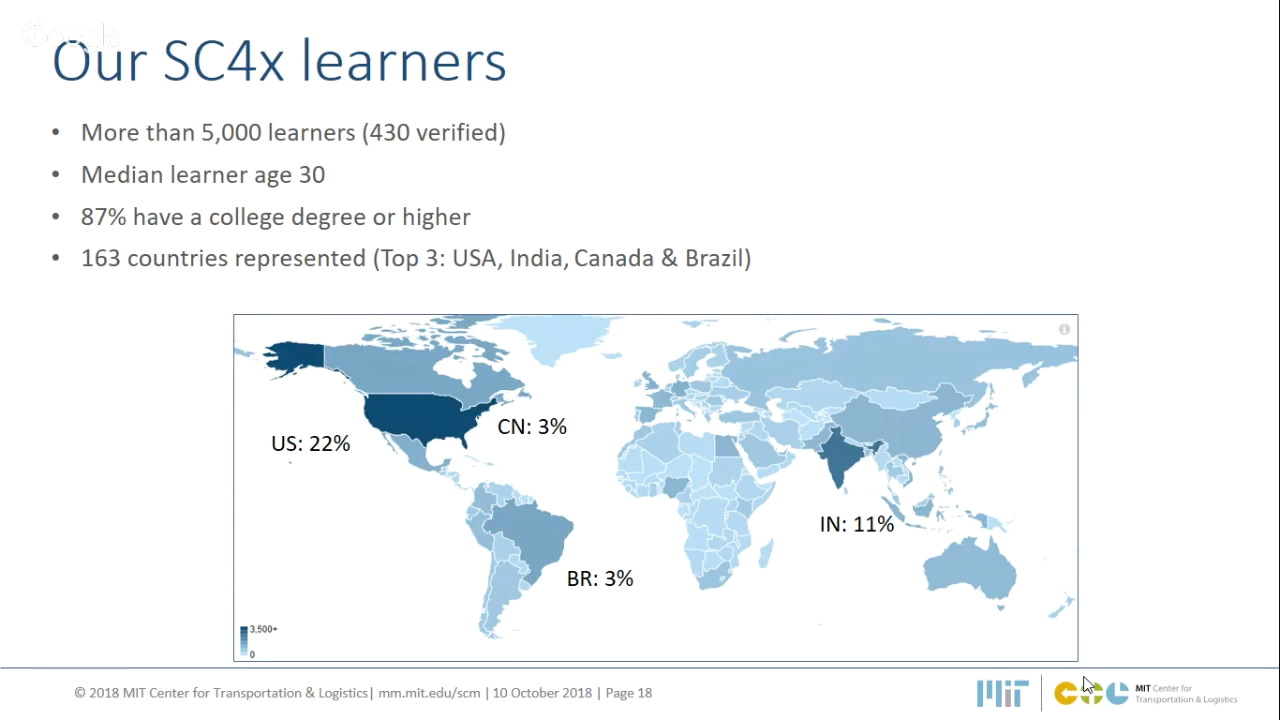 Google
Our SC4x learners
• More than 5,000 learners (430 verified)
• Median learner age 30
• 87% have a college degree or higher
• 163 countries represented (Top 3: USA, India, Canada & Brazil)
CN: 3%
US: 22%
IN: 11%
BR: 3%
3,500+
0
© 2018 MIT Center for Transportation & Logistics| mm.mit.edu/scm | 10 October 2018 | Page 18
MIT
CTL
MIT Center for
Transportation & Logistics